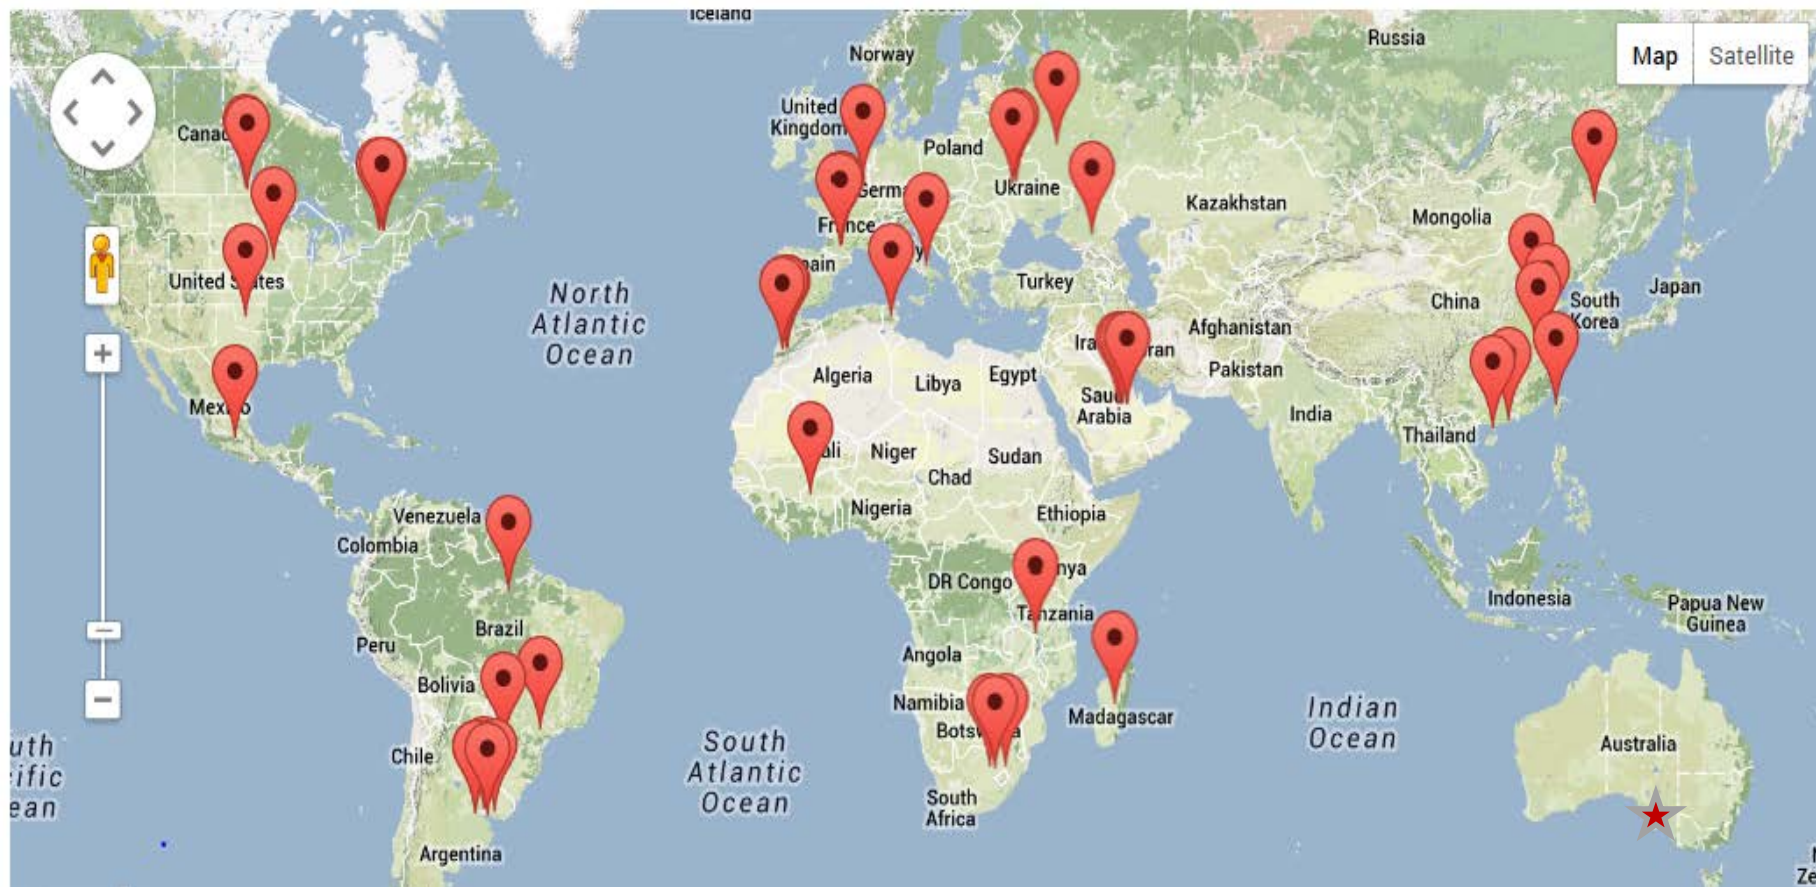 Iceland
Norway
Russia
Map
Satellite
United
Kingdom
Poland
Ukraine
Kazakhstan
Mongolia
United
Mali
Turkey
China
South
Korea
Japan
Afghanistan
Pakistan
North
Atlantic
Ocean
Algeria
Libya
Egypt
Saudi
Arabia
India
Thailand
Niger
Chad
Sudan
Nigeria
Ethiopia
Venezuela
Colombia
DR Congo
Tanzania
Indonesia
Papua New
Guinea
Brazil
Peru
Angola
Bolivia
Namibia
Madagascar
Indian
Ocean
Australia
Chile
South
Atlantic
Ocean
South
Africa
Argentina